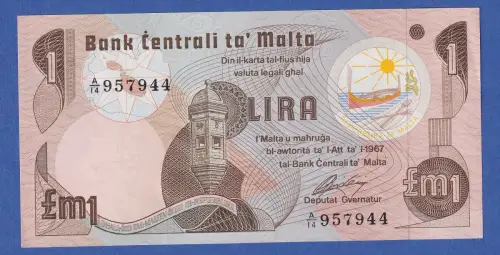 1
Bank Ċentrali ta' Malta
1
Din il-karta tal-flus hija
valuta legali għal
A/14 957944
LIRA
f'Malta u maħruġa
bl-awtorità ta' l-Att ta' l-1967
tal-Bank Ċentrali ta' Malta
Deputat Gvernatur
£m1
£m1
A/14 957944